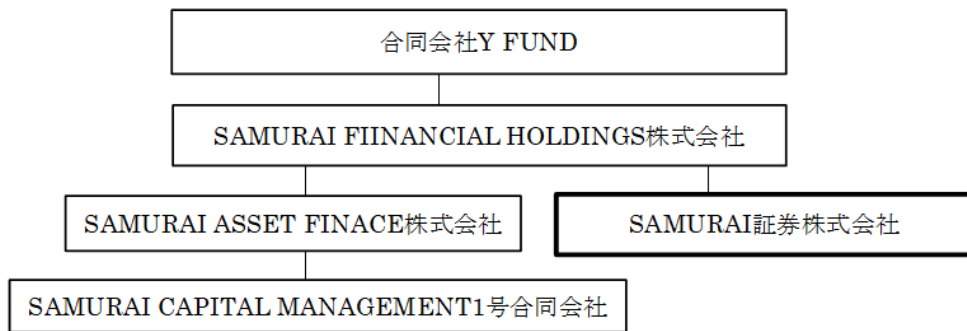 合同会社Y FUND
SAMURAI FIINANCIAL HOLDINGS株式会社
SAMURAI ASSET FINACE株式会社
SAMURAI証券株式会社
SAMURAI CAPITAL MANAGEMENT1号合同会社